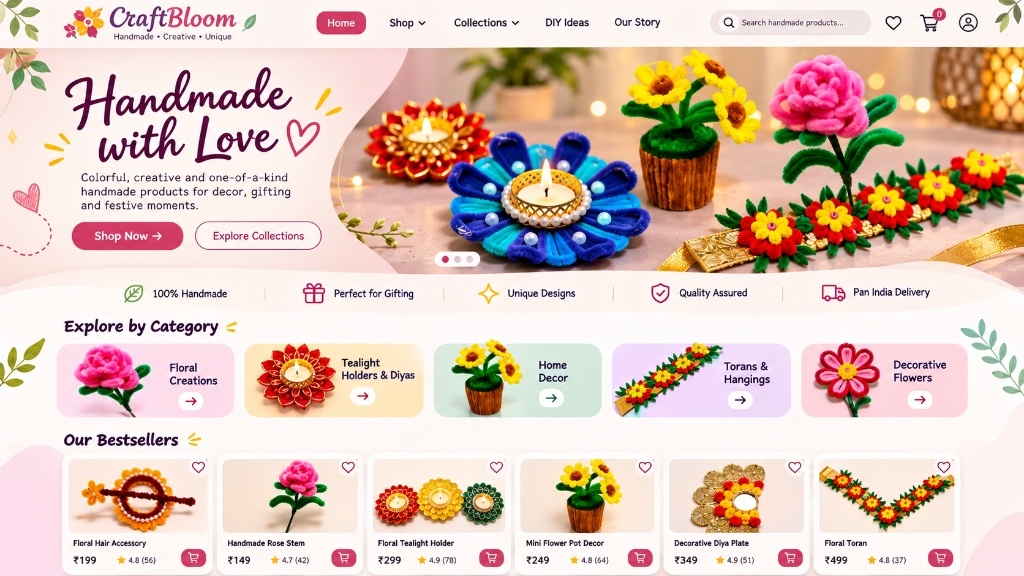 CraftBloom
Handmade • Creative • Unique
Home
Shop
Collections
DIY Ideas
Our Story
Search handmade products...
0
Handmade
with Love
Colorful, creative and one-of-a-kind
handmade products for decor, gifting
and festive moments.
Shop Now →
Explore Collections
100% Handmade
Perfect for Gifting
Unique Designs
Quality Assured
Pan India Delivery
Explore by Category
Floral
Creations
Tealight
Holders & Diyas
Home
Decor
Torans &
Hangings
Decorative
Flowers
Our Bestsellers
Floral Hair Accessory
₹199
4.8 (56)
Handmade Rose Stem
₹149
4.7 (42)
Floral Tealight Holder
₹299
4.9 (78)
Mini Flower Pot Decor
₹249
4.8 (64)
Decorative Diya Plate
₹349
4.9 (51)
Floral Toran
₹499
4.8 (37)